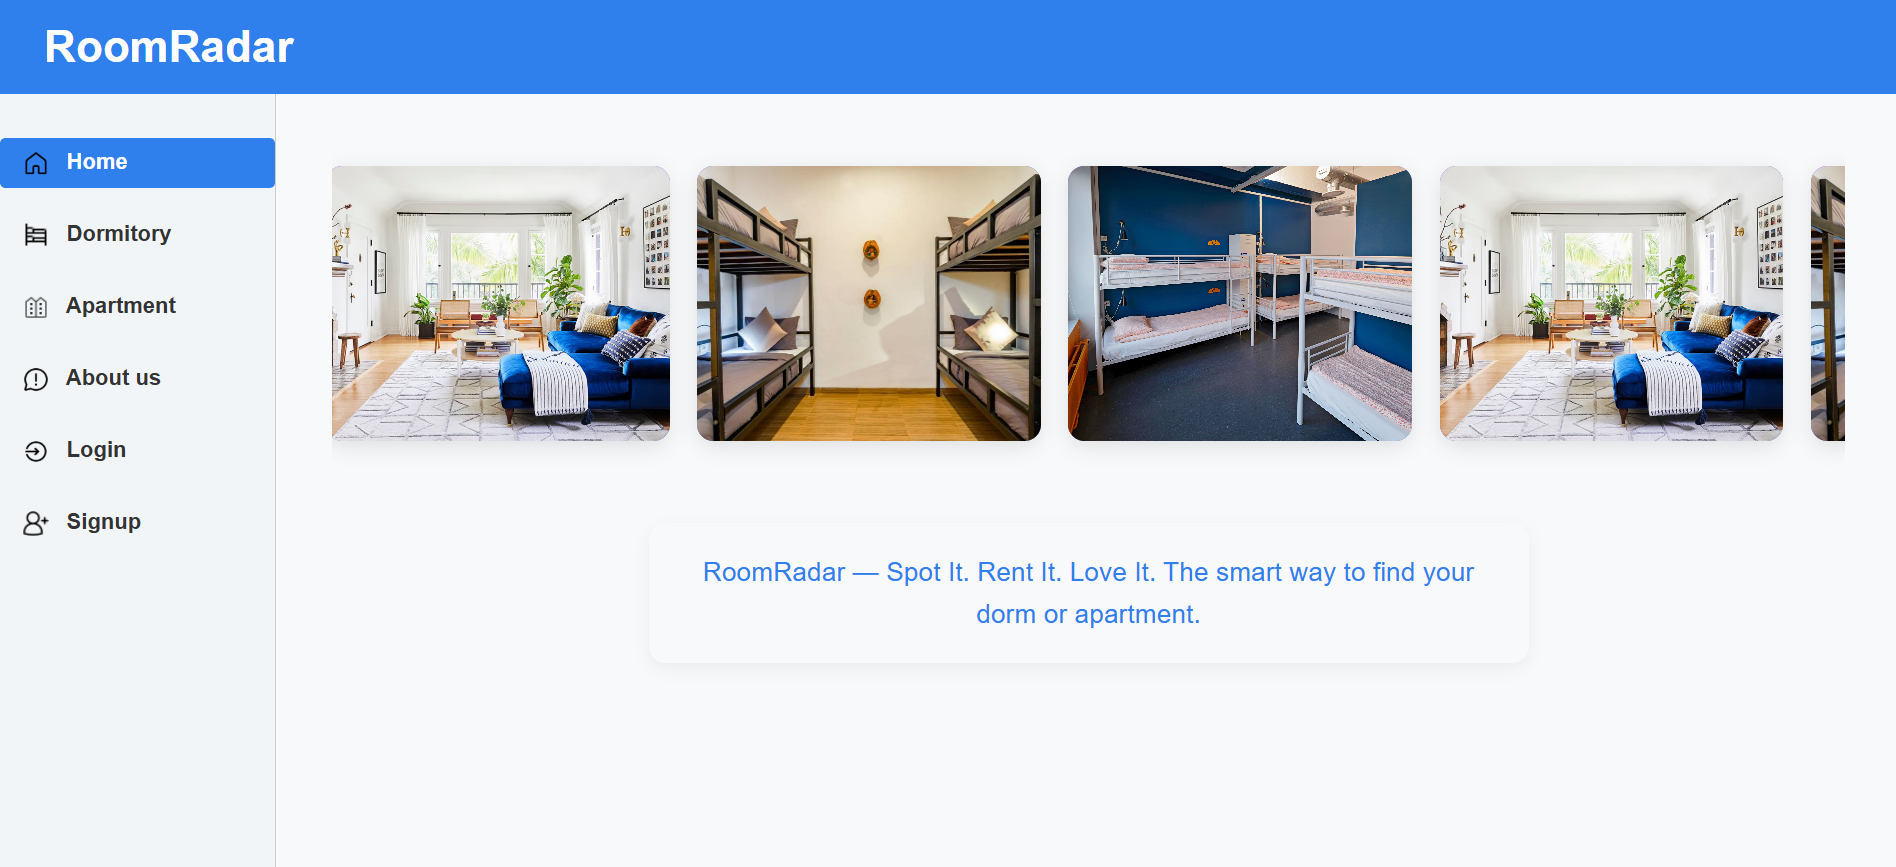 RoomRadar
Home
Dormitory
Apartment
About us
Login
Signup
RoomRadar — Spot It. Rent It. Love It. The smart way to find your
dorm or apartment.